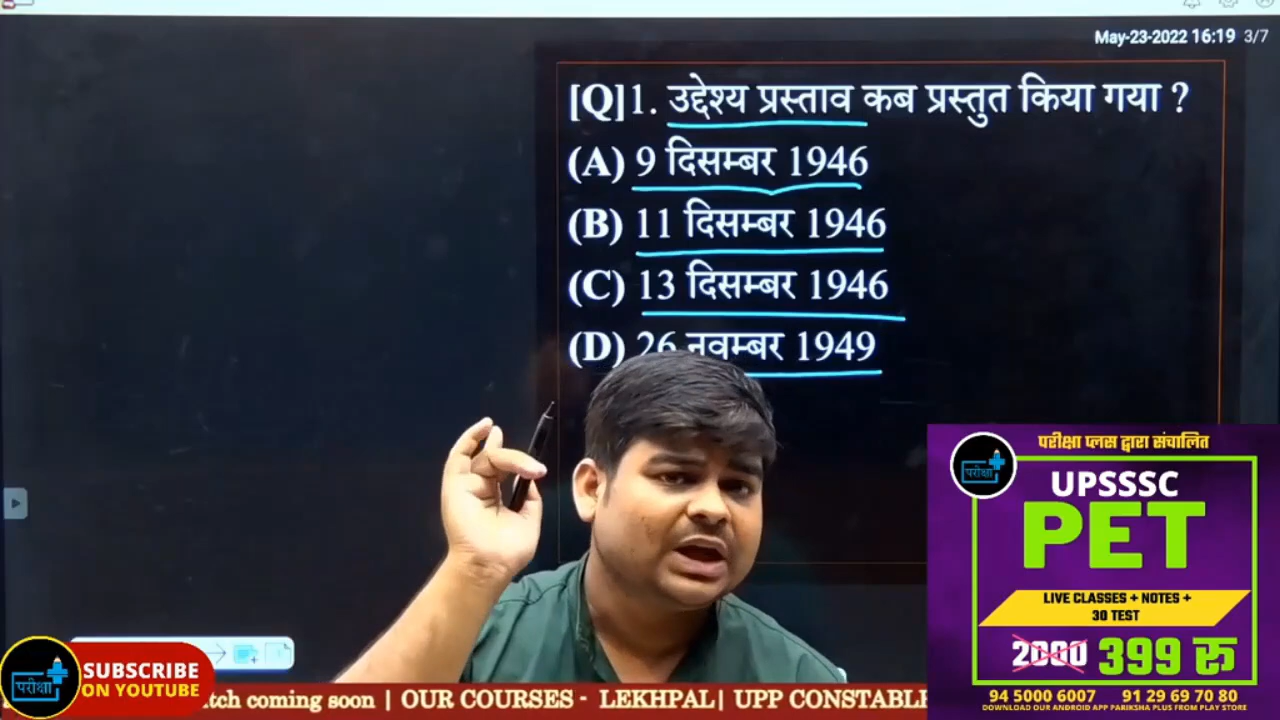 May-23-2022 16:19 3/7
[Q]1. उद्देश्य प्रस्ताव कब प्रस्तुत किया गया ?
(A) 9 दिसम्बर 1946
(B) 11 दिसम्बर 1946
(C) 13 दिसम्बर 1946
(D) 26 नवम्बर 1949
परीक्षा प्लस द्वारा संचालित
परीक्षा
UPSSSC
PET
LIVE CLASSES + NOTES +
30 TEST
2000 399 रु
94 5000 6007 91 29 69 70 80
DOWNLOAD OUR ANDROID APP PARIKSHA PLUS FROM PLAY STORE
परीक्षा
SUBSCRIBE
ON YOUTUBE
coming soon | OUR COURSES - LEKHPAL| UPP CONSTABLE